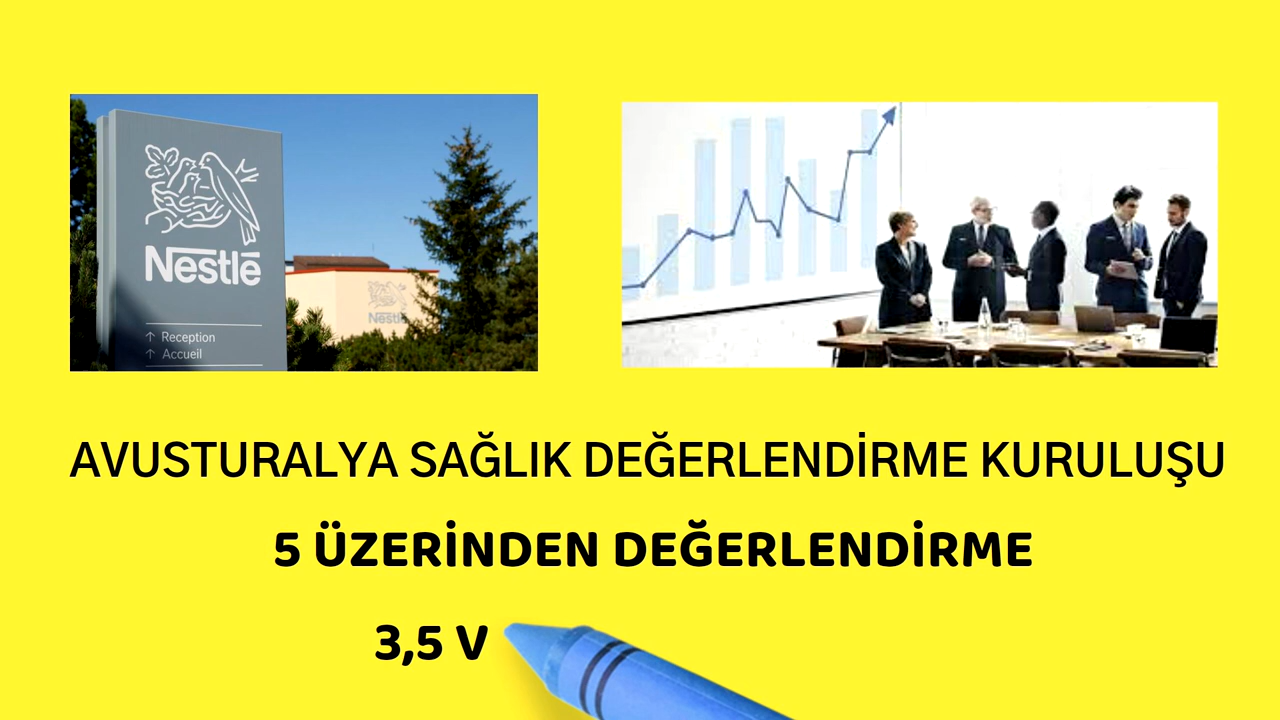 Nestlé
↑ Reception
↑ Accueil
Nestlé
AVUSTURALYA SAĞLIK DEĞERLENDİRME KURULUŞU
5 ÜZERİNDEN DEĞERLENDİRME
3,5 V